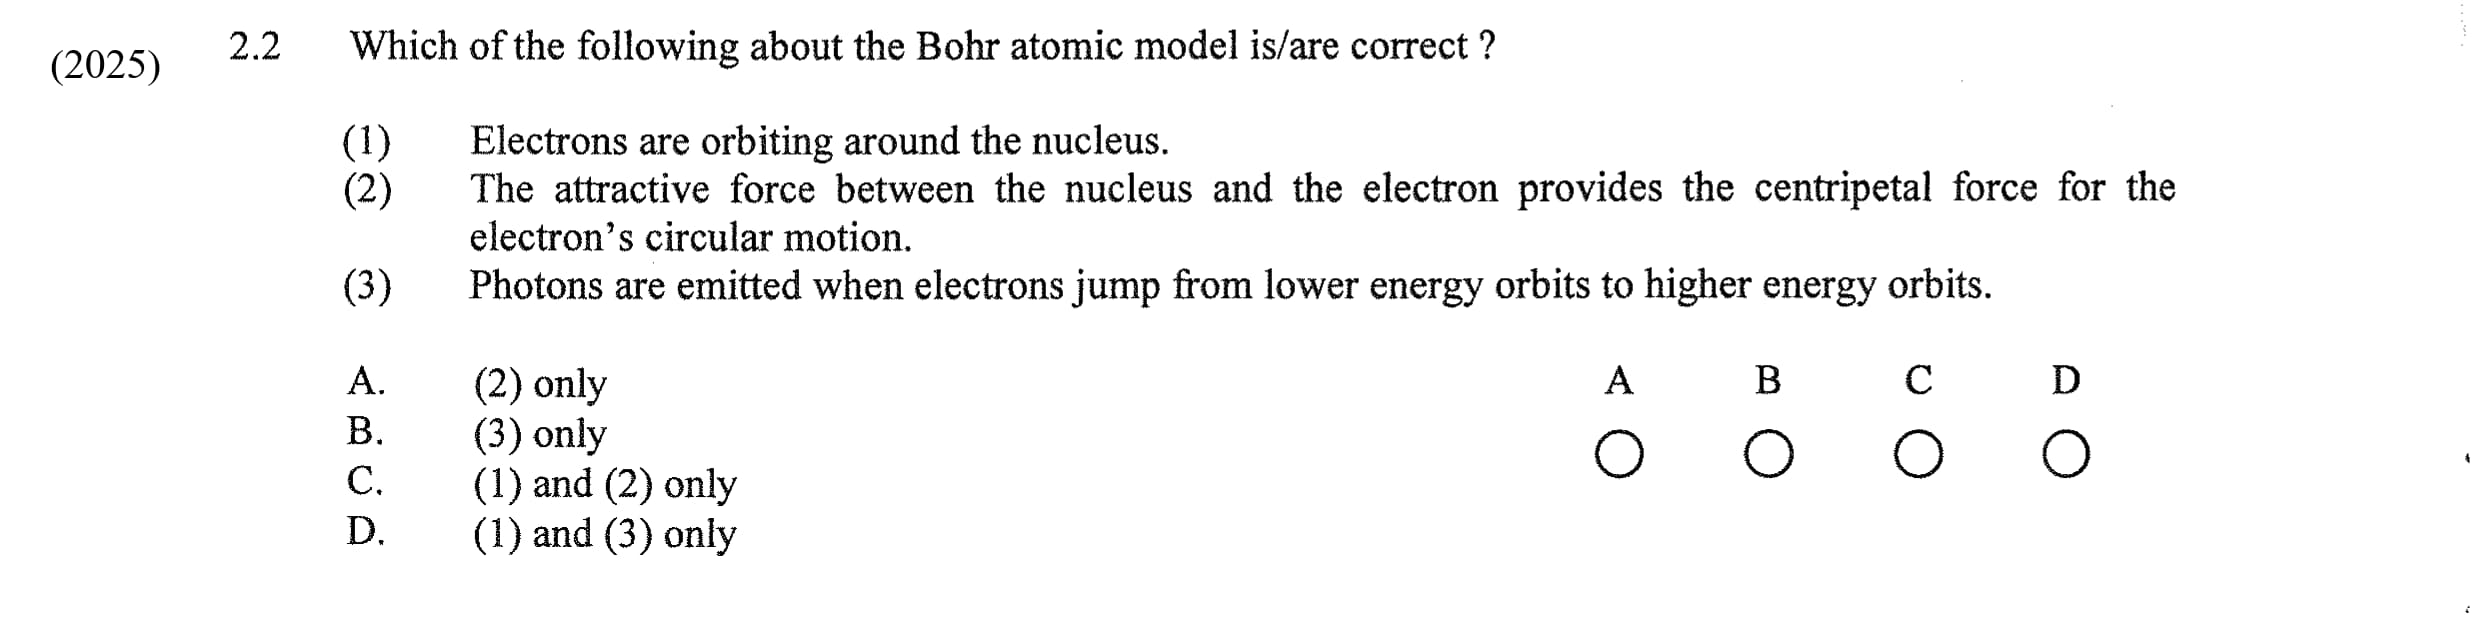 (2025) 2.2 Which of the following about the Bohr atomic model is/are correct ?
(1) Electrons are orbiting around the nucleus.
(2) The attractive force between the nucleus and the electron provides the centripetal force for the
electron's circular motion.
(3) Photons are emitted when electrons jump from lower energy orbits to higher energy orbits.
A. (2) only A B C D
B. (3) only
C. (1) and (2) only
D. (1) and (3) only